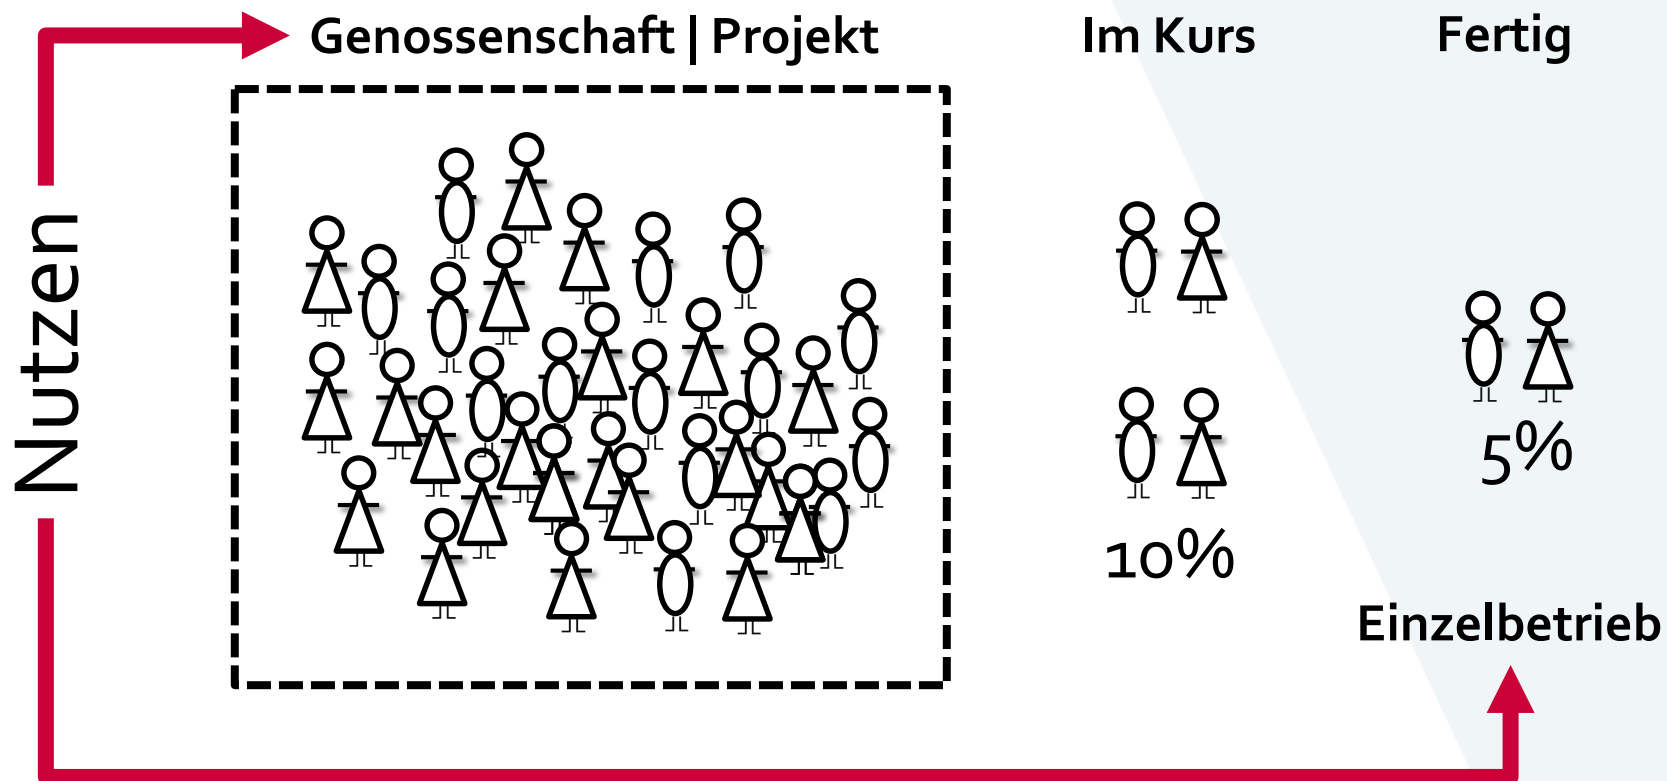 Genossenschaft | Projekt
Im Kurs
Fertig
Nutzen
5%
10%
Einzelbetrieb